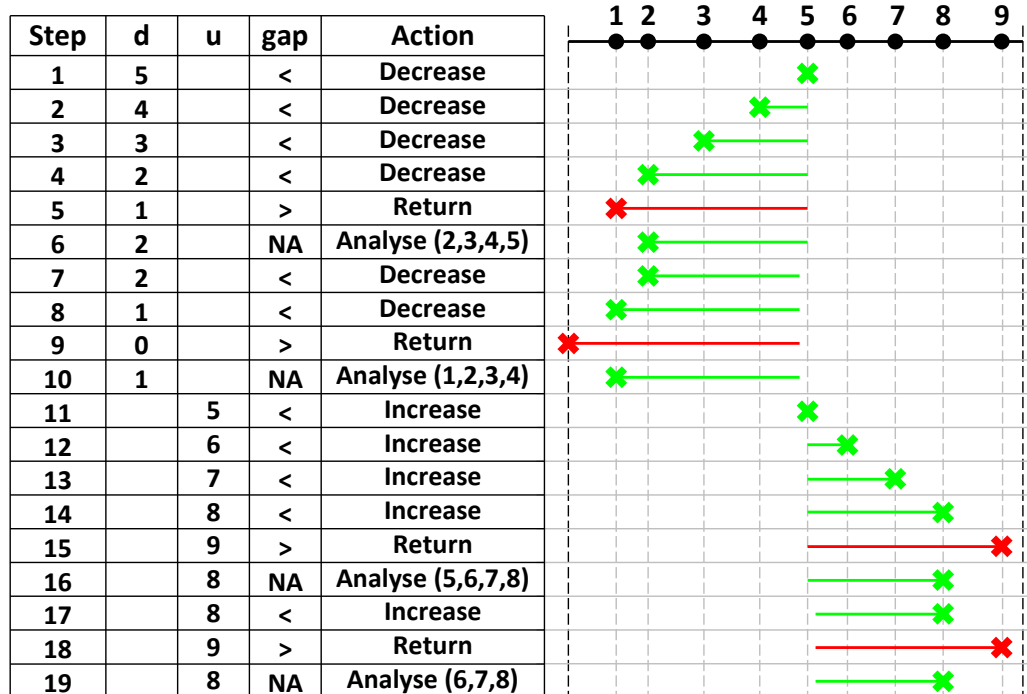 1 2 3 4 5 6 7 8 9
Step d u gap Action
1 5 < Decrease
2 4 < Decrease
3 3 < Decrease
4 2 < Decrease
5 1 > Return
6 2 NA Analyse (2,3,4,5)
7 2 < Decrease
8 1 < Decrease
9 0 > Return
10 1 NA Analyse (1,2,3,4)
11 5 < Increase
12 6 < Increase
13 7 < Increase
14 8 < Increase
15 9 > Return
16 8 NA Analyse (5,6,7,8)
17 8 < Increase
18 9 > Return
19 8 NA Analyse (6,7,8)